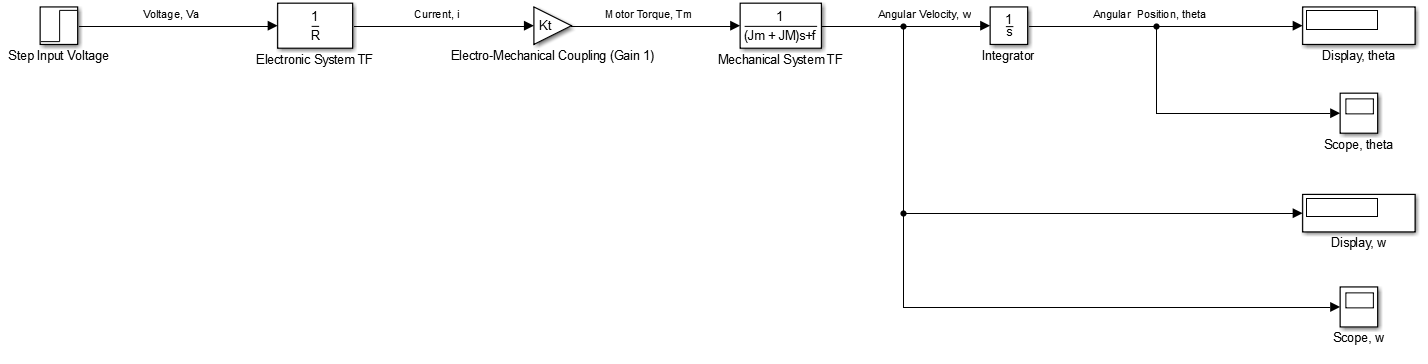 Voltage, Va
Current, i
Motor Torque, Tm
Angular Velocity, w
Angular Position, theta
1
R
Kt
1
(Jm + JM)s+f
1
s
Step Input Voltage
Electronic System TF
Electro-Mechanical Coupling (Gain 1)
Mechanical System TF
Integrator
Display, theta
Scope, theta
Display, w
Scope, w